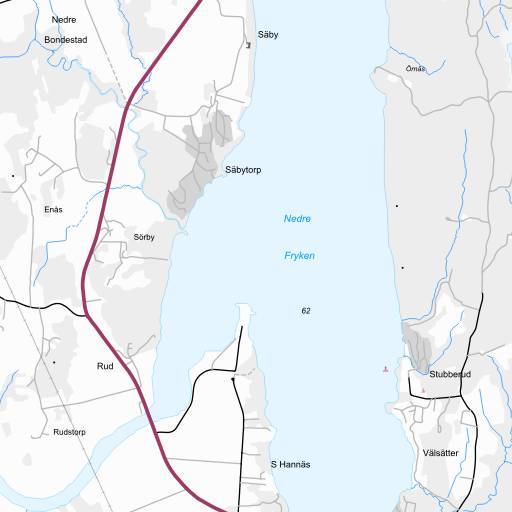 Nedre
Bondestad
Säby
Ömås
Säbytorp
Enås
Nedre
Sörby
Fryken
62
Rud
Stubberud
Rudstorp
Välsätter
S Hannäs